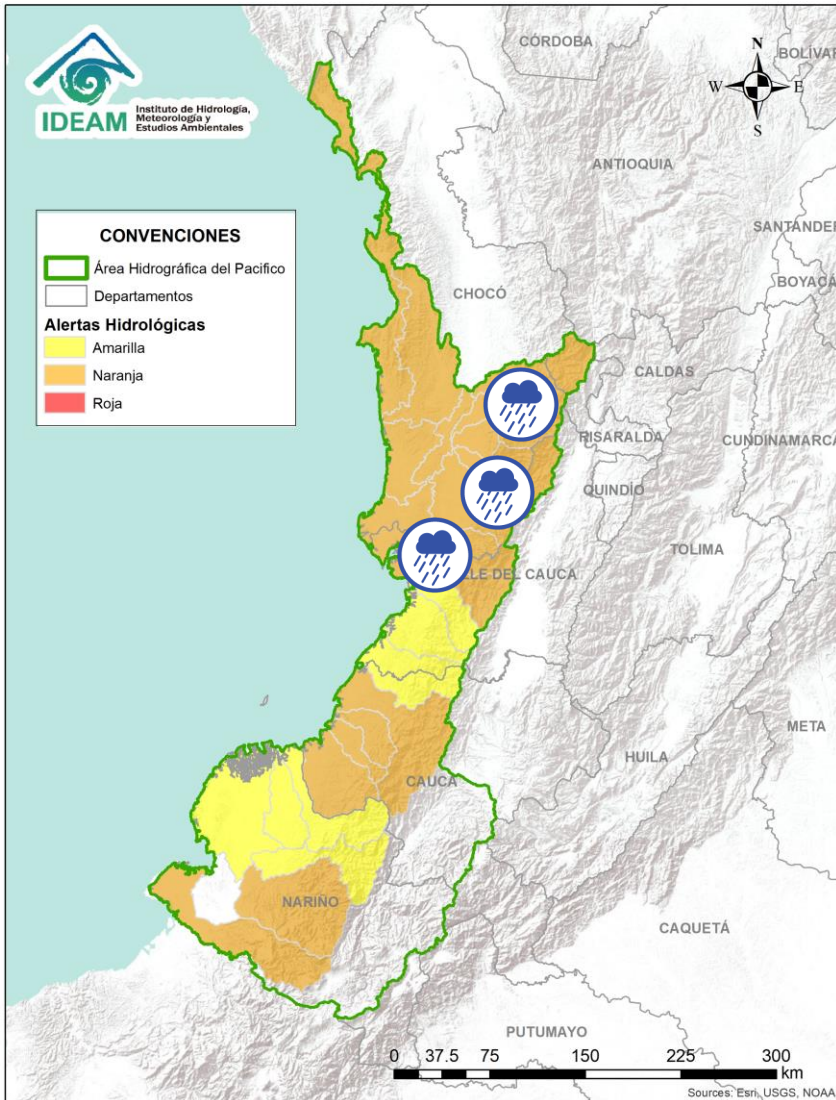 CÓRDOBA
BOLÍVAR
N
W E
S
IDEAM
Instituto de Hidrología,
Meteorología y
Estudios Ambientales
ANTIOQUIA
CONVENCIONES
Área Hidrográfica del Pacifico
Departamentos
Alertas Hidrológicas
Amarilla
Naranja
Roja
SANTANDER
BOYACÁ
CHOCÓ
CALDAS
RISARALDA
CUNDINAMARCA
QUINDÍO
TOLIMA
LLE DEL CAUCA
META
HUILA
CAUCA
NARIÑO
CAQUETÁ
PUTUMAYO
0 37.5 75 150 225 300
km
Sources: Esri, USGS, NOAA